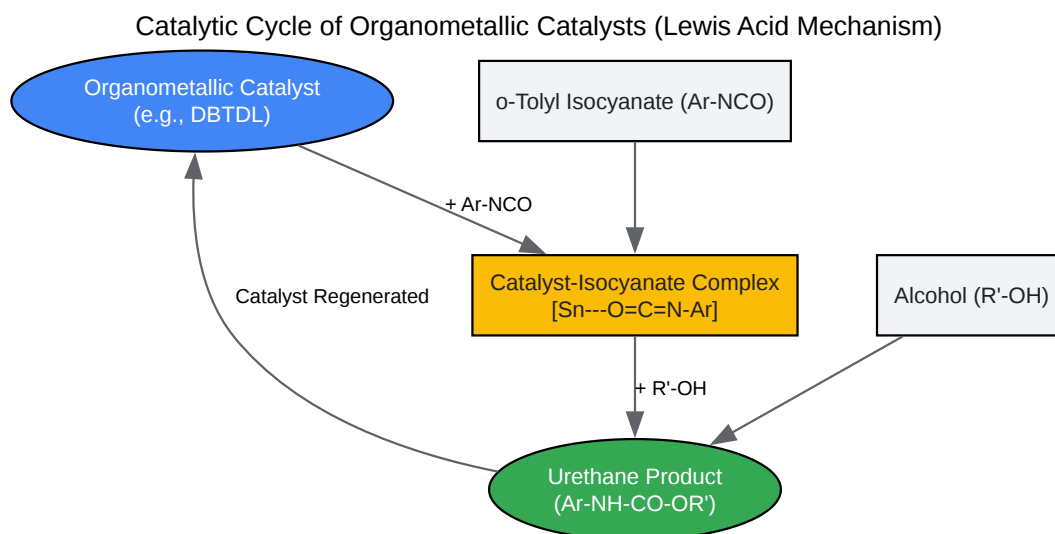 Catalytic Cycle of Organometallic Catalysts (Lewis Acid Mechanism)
Organometallic Catalyst
(e.g., DBTDL)
o-Tolyl Isocyanate (Ar-NCO)
+ Ar-NCO
Catalyst-Isocyanate Complex
[Sn---O=C=N-Ar]
Alcohol (R'-OH)
Catalyst Regenerated
+ R'-OH
Urethane Product
(Ar-NH-CO-OR')